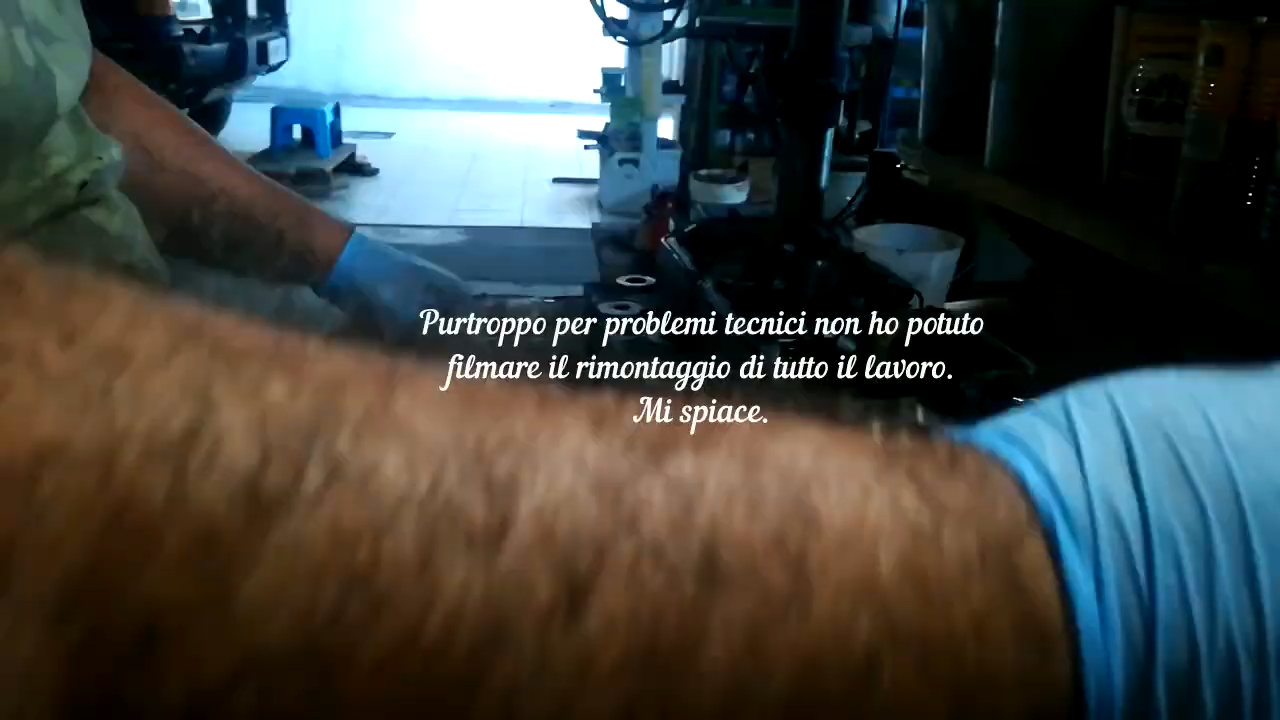 Purtroppo per problemi tecnici non ho potuto
filmare il rimontaggio di tutto il lavoro.
Mi spiace.